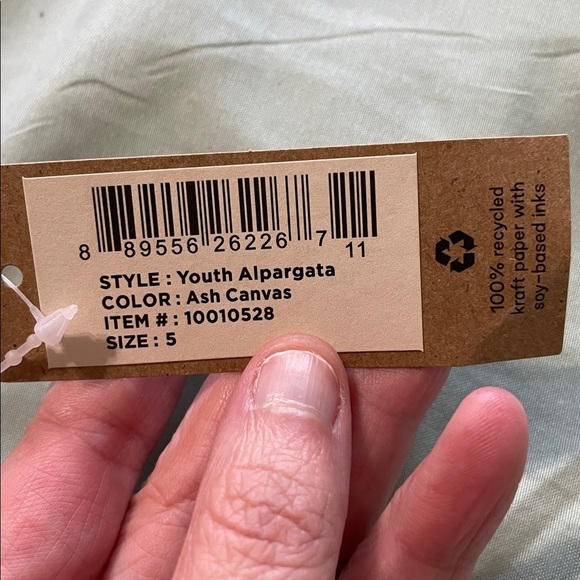 8 89556 26226 7 11
STYLE : Youth Alpargata
COLOR : Ash Canvas
ITEM # : 10010528
SIZE : 5
100% recycled
kraft paper with
soy-based inks